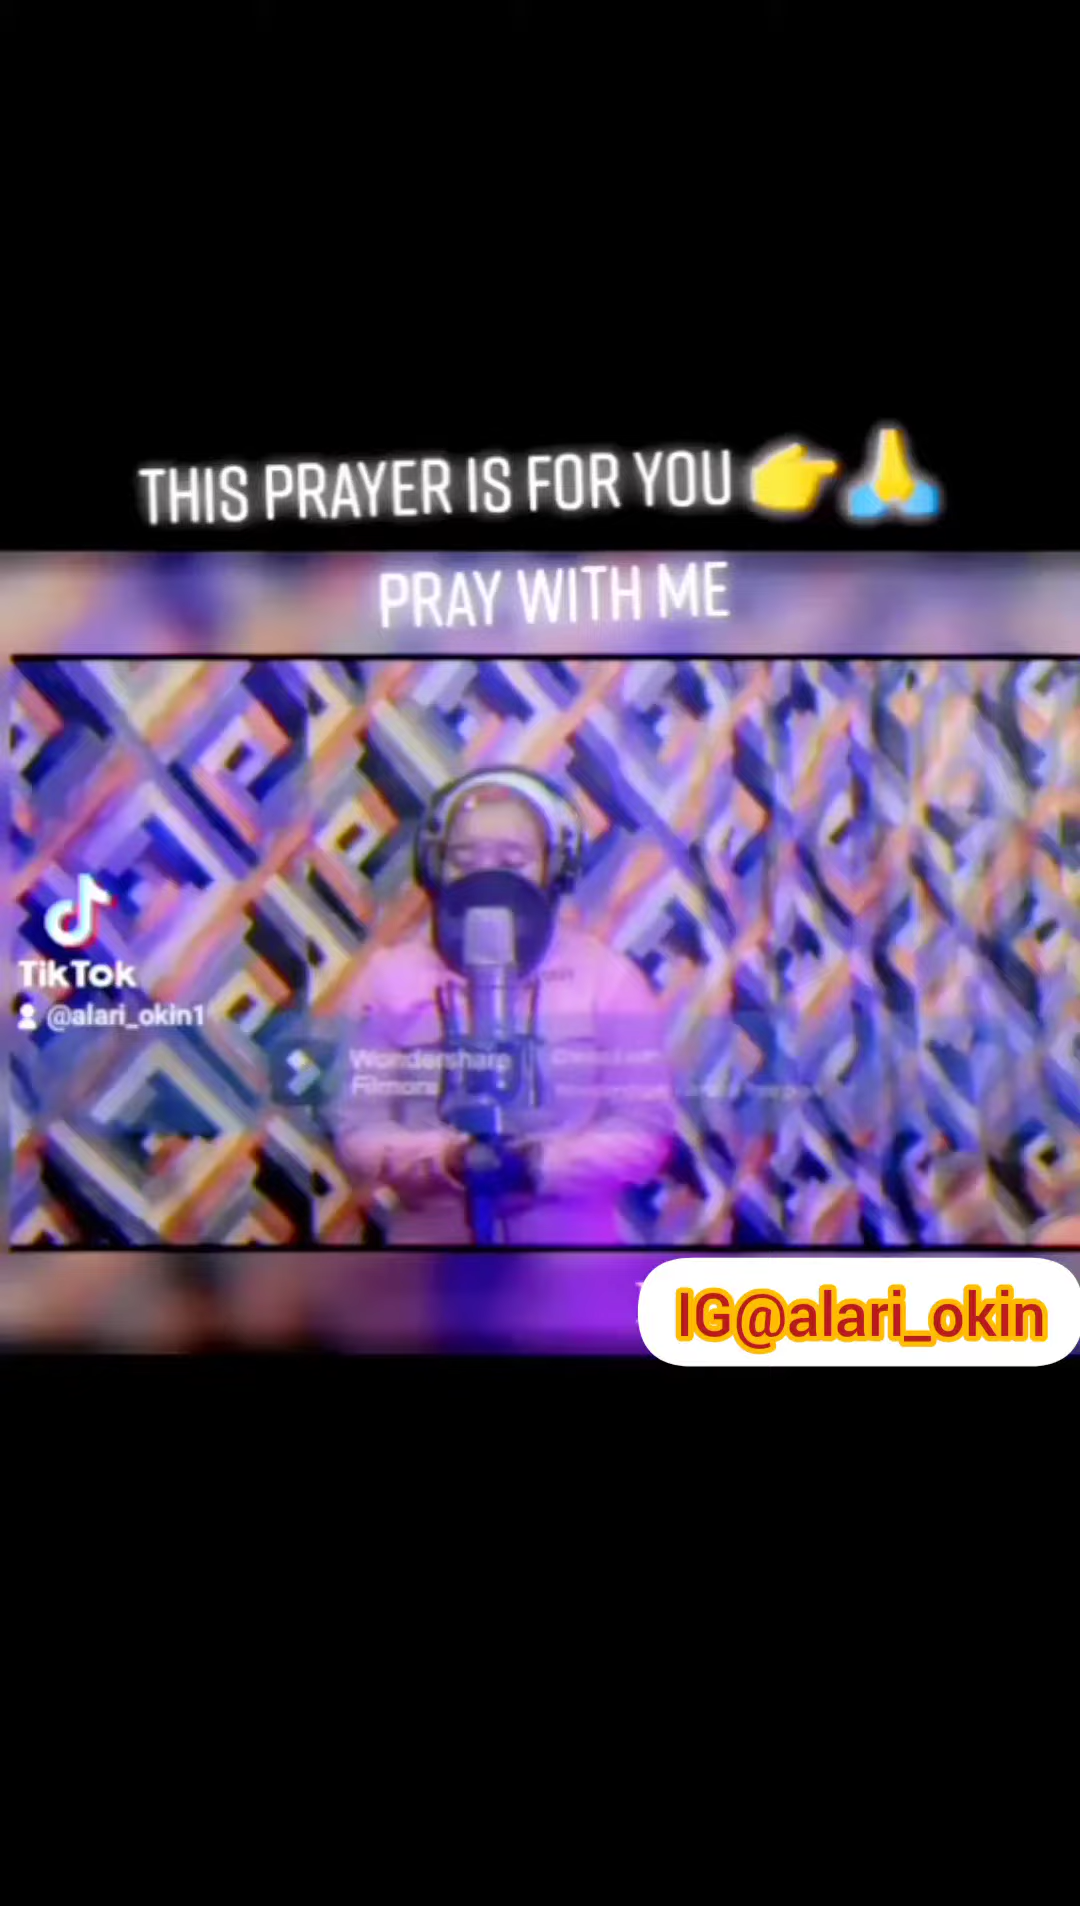 THIS PRAYER IS FOR YOU 👉🙏
PRAY WITH ME
TikTok
@alari_okin1
Wondershare
Filmora
IG@alari_okin